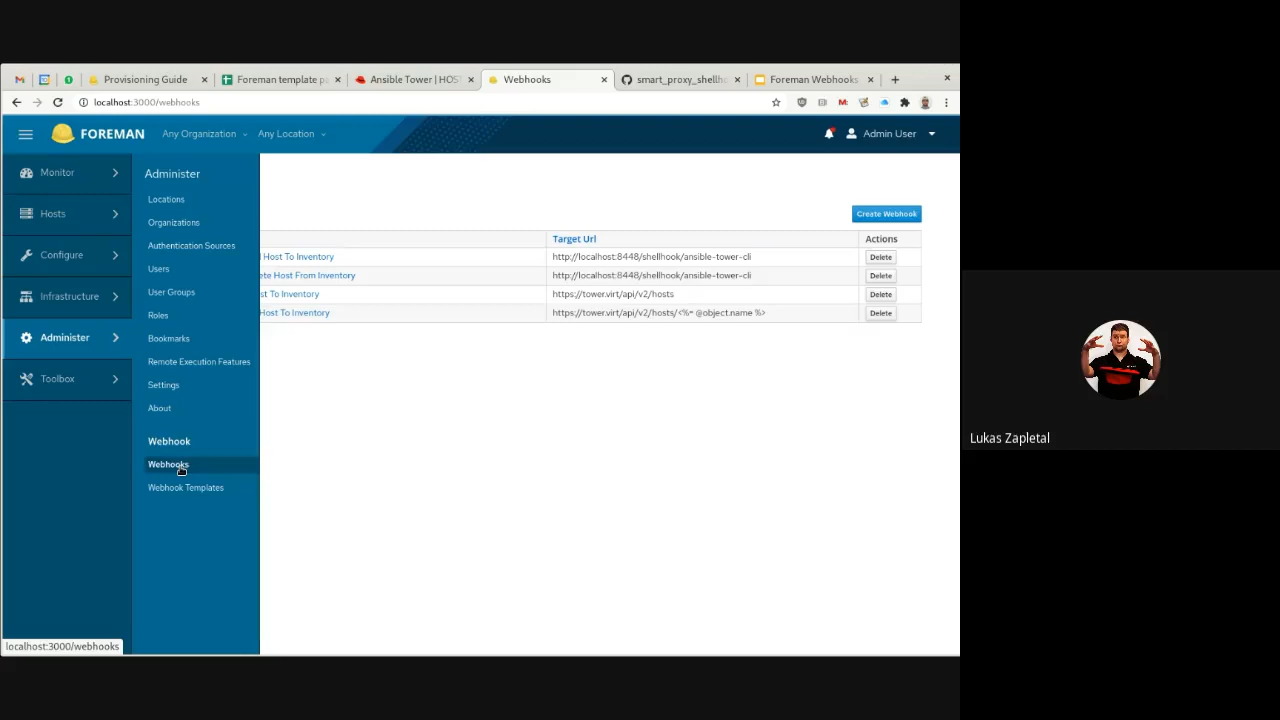 Provisioning Guide
Foreman template pa
Ansible Tower | HOST
Webhooks
smart_proxy_shellh
Foreman Webhooks
localhost:3000/webhooks
FOREMAN
Any Organization
Any Location
Admin User
Monitor
Hosts
Configure
Infrastructure
Administer
Toolbox
Administer
Locations
Organizations
Authentication Sources
Users
User Groups
Roles
Bookmarks
Remote Execution Features
Settings
About
Webhook
Webhooks
Webhook Templates
Create Webhook
Target Url
Actions
Host To Inventory
http://localhost:8448/shellhook/ansible-tower-cli
Delete
ete Host From Inventory
http://localhost:8448/shellhook/ansible-tower-cli
Delete
st To Inventory
https://tower.virt/api/v2/hosts
Delete
Host To Inventory
https://tower.virt/api/v2/hosts/<%= @object.name %>
Delete
localhost:3000/webhooks
Lukas Zapletal